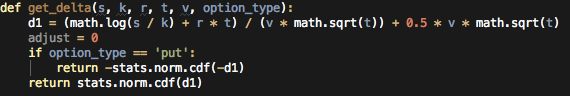 def get_delta(s, k, r, t, v, option_type):
d1 = (math.log(s / k) + r * t) / (v * math.sqrt(t)) + 0.5 * v * math.sqrt(t)
adjust = 0
if option_type == 'put':
return -stats.norm.cdf(-d1)
return stats.norm.cdf(d1)